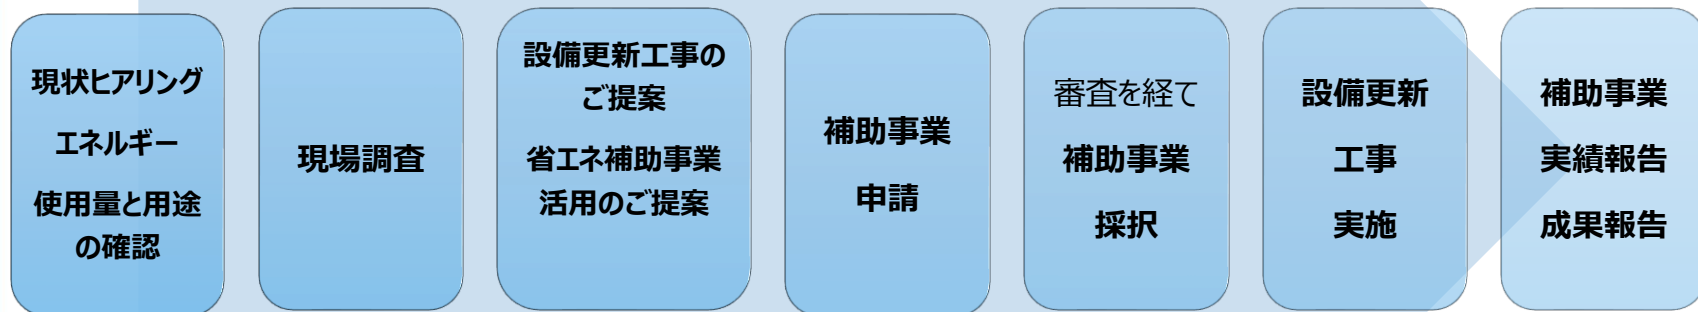 現状ヒアリング
エネルギー
使用量と用途
の確認
現場調査
設備更新工事の
ご提案
省エネ補助事業
活用のご提案
補助事業
申請
審査を経て
補助事業
採択
設備更新
工事
実施
補助事業
実績報告
成果報告